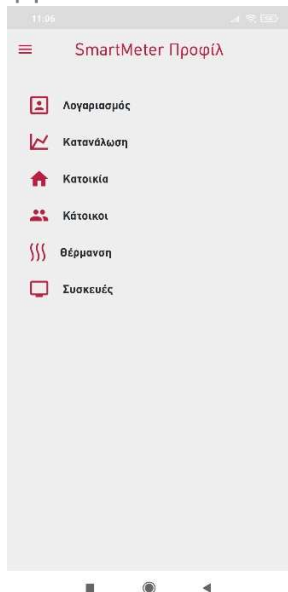 11:06
SmartMeter Προφίλ
Λογαριασμός
Κατανάλωση
Κατοικία
Κάτοικοι
Θέρμανση
Συσκευές